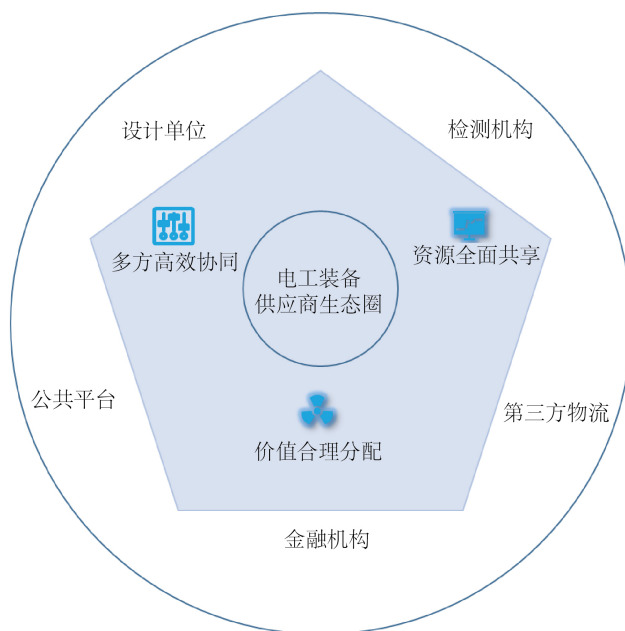 设计单位
检测机构
多方高效协同
资源全面共享
电工装备
供应商生态圈
公共平台
第三方物流
价值合理分配
金融机构